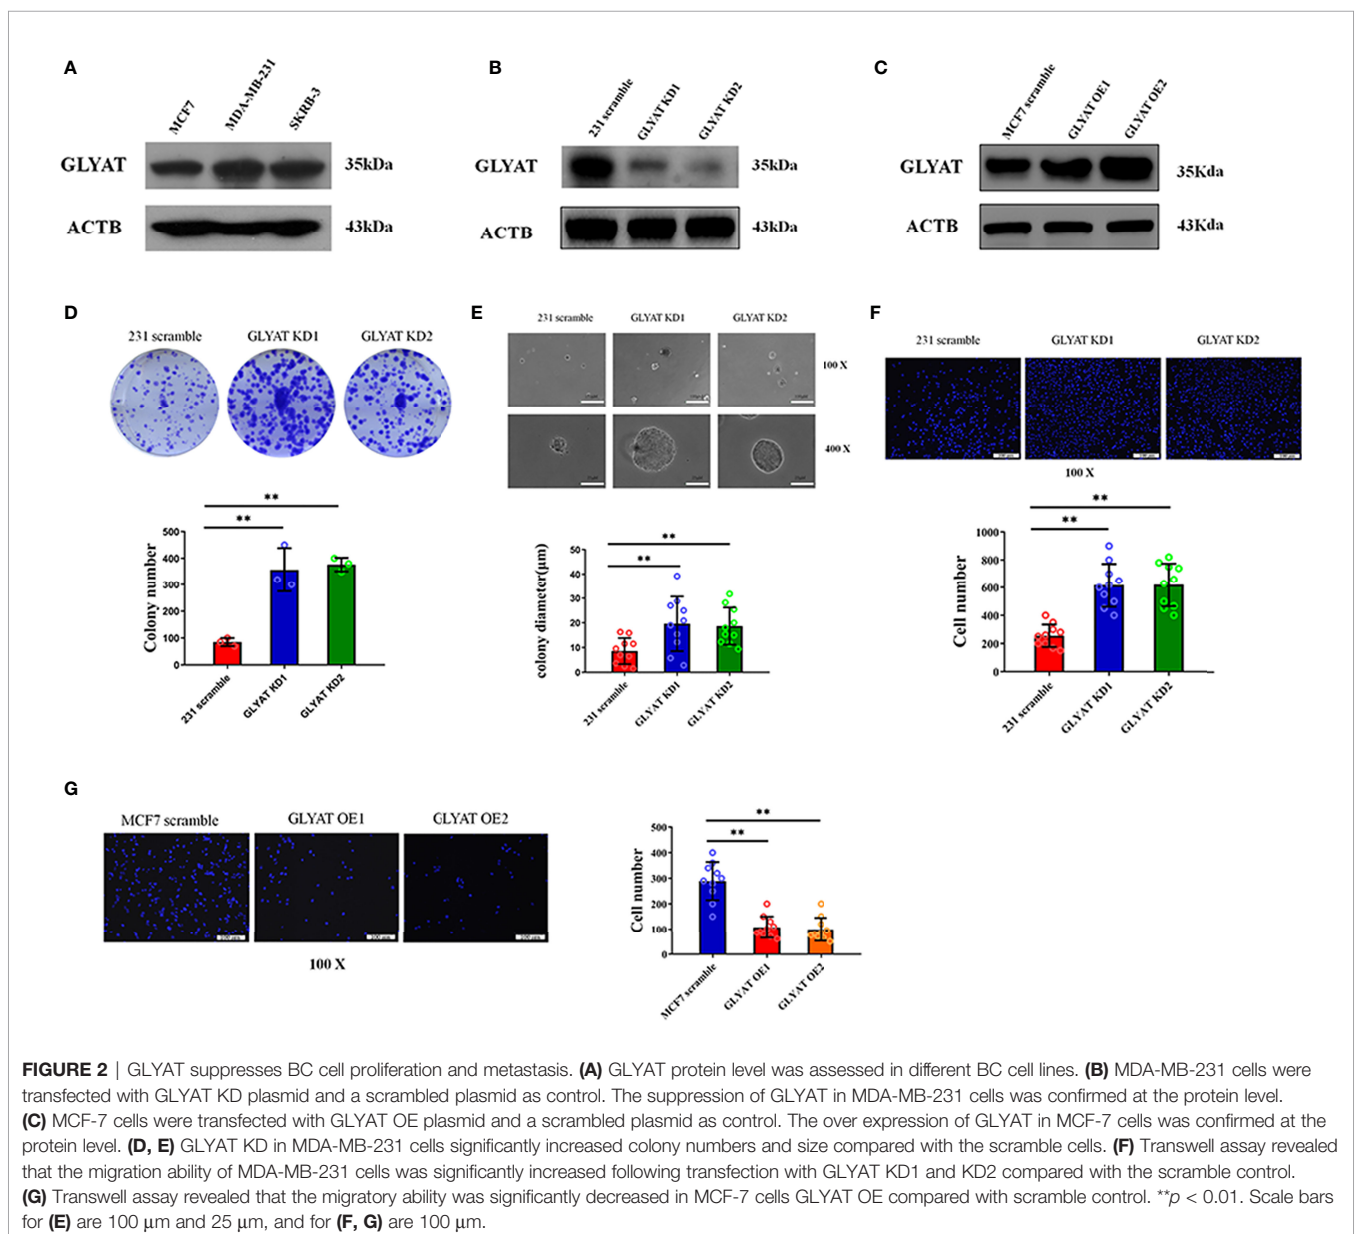 A
MCF7
MDA-MB-231
SKRB-3
GLYAT
35kDa
ACTB
43kDa
B
231 scramble
GLYAT KD1
GLYAT KD2
GLYAT
35kDa
ACTB
43kDa
C
MCF7 scramble
GLYAT OE1
GLYAT OE2
GLYAT
35Kda
ACTB
43Kda
D
231 scramble
GLYAT KD1
GLYAT KD2
**
**
Colony number
500
400
300
200
100
0
231 scramble
GLYAT KD1
GLYAT KD2
E
231 scramble
GLYAT KD1
GLYAT KD2
100 X
400 X
**
**
colony diameter(μm)
50
40
30
20
10
0
231 scramble
GLYAT KD1
GLYAT KD2
F
231 scramble
GLYAT KD1
GLYAT KD2
100 X
**
**
Cell number
1000
800
600
400
200
0
231 scramble
GLYAT KD1
GLYAT KD2
G
MCF7 scramble
GLYAT OE1
GLYAT OE2
100 X
**
**
Cell number
500
400
300
200
100
0
MCF7 scramble
GLYAT OE1
GLYAT OE2
FIGURE 2 | GLYAT suppresses BC cell proliferation and metastasis. (A) GLYAT protein level was assessed in different BC cell lines. (B) MDA-MB-231 cells were
transfected with GLYAT KD plasmid and a scrambled plasmid as control. The suppression of GLYAT in MDA-MB-231 cells was confirmed at the protein level.
(C) MCF-7 cells were transfected with GLYAT OE plasmid and a scrambled plasmid as control. The over expression of GLYAT in MCF-7 cells was confirmed at the
protein level. (D, E) GLYAT KD in MDA-MB-231 cells significantly increased colony numbers and size compared with the scramble cells. (F) Transwell assay revealed
that the migration ability of MDA-MB-231 cells was significantly increased following transfection with GLYAT KD1 and KD2 compared with the scramble control.
(G) Transwell assay revealed that the migratory ability was significantly decreased in MCF-7 cells GLYAT OE compared with scramble control. **p < 0.01. Scale bars
for (E) are 100 μm and 25 μm, and for (F, G) are 100 μm.